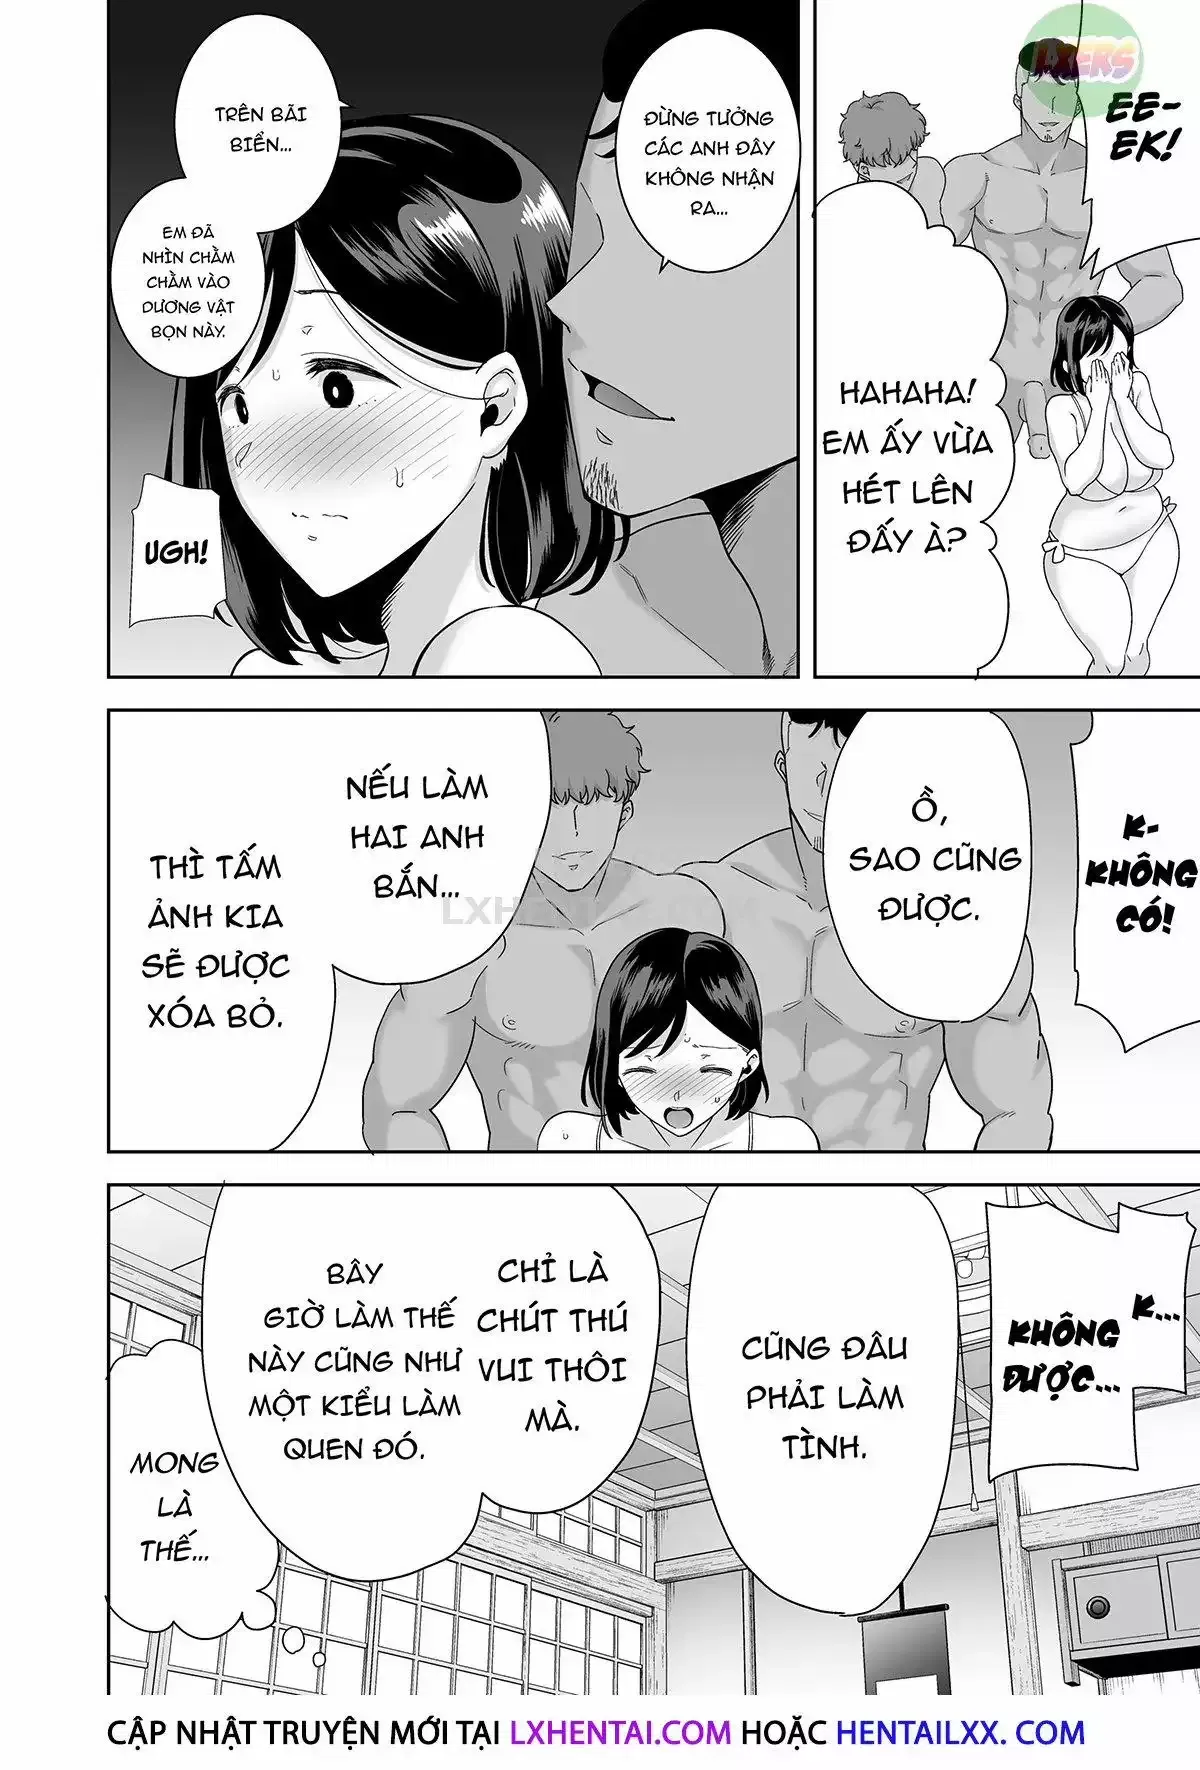 LXERS
EE-
EK!
HAHAHA!
EM ẤY VỪA
HÉT LÊN
ĐẤY À?
ĐỪNG TƯỞNG
CÁC ANH ĐÂY
KHÔNG NHẬN
RA...
TRÊN BÃI
BIỂN...
EM ĐÃ
NHÌN CHẰM
CHẰM VÀO
DƯƠNG VẬT
BỌN NÀY.
UGH!
K-
KHÔNG
CÓ!
Ồ,
SAO CŨNG
ĐƯỢC.
NẾU LÀM
HAI ANH
BẮN...
THÌ TẤM
ẢNH KIA
SẼ ĐƯỢC
XÓA BỎ.
K...
KHÔNG
ĐƯỢC...
CŨNG ĐÂU
PHẢI LÀM
TÌNH.
CHỈ LÀ
CHÚT THÚ
VUI THÔI
MÀ.
BÂY
GIỜ LÀM THẾ
NÀY CŨNG NHƯ
MỘT KIỂU LÀM
QUEN ĐÓ.
MONG
LÀ
THẾ...
CẬP NHẬT TRUYỆN MỚI TẠI LXHENTAI.COM HOẶC HENTAILXX. COM